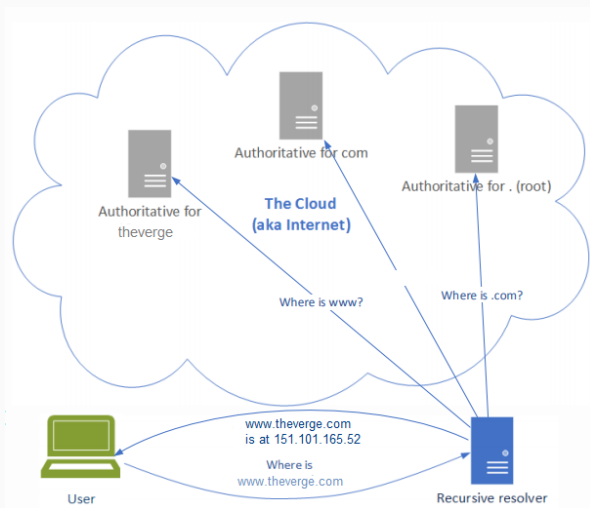 Authoritative for com
Authoritative for . (root)
Authoritative for
theverge
The Cloud
(aka Internet)
Where is www?
Where is .com?
www.theverge.com
is at 151.101.165.52
Where is
www.theverge.com
User
Recursive resolver